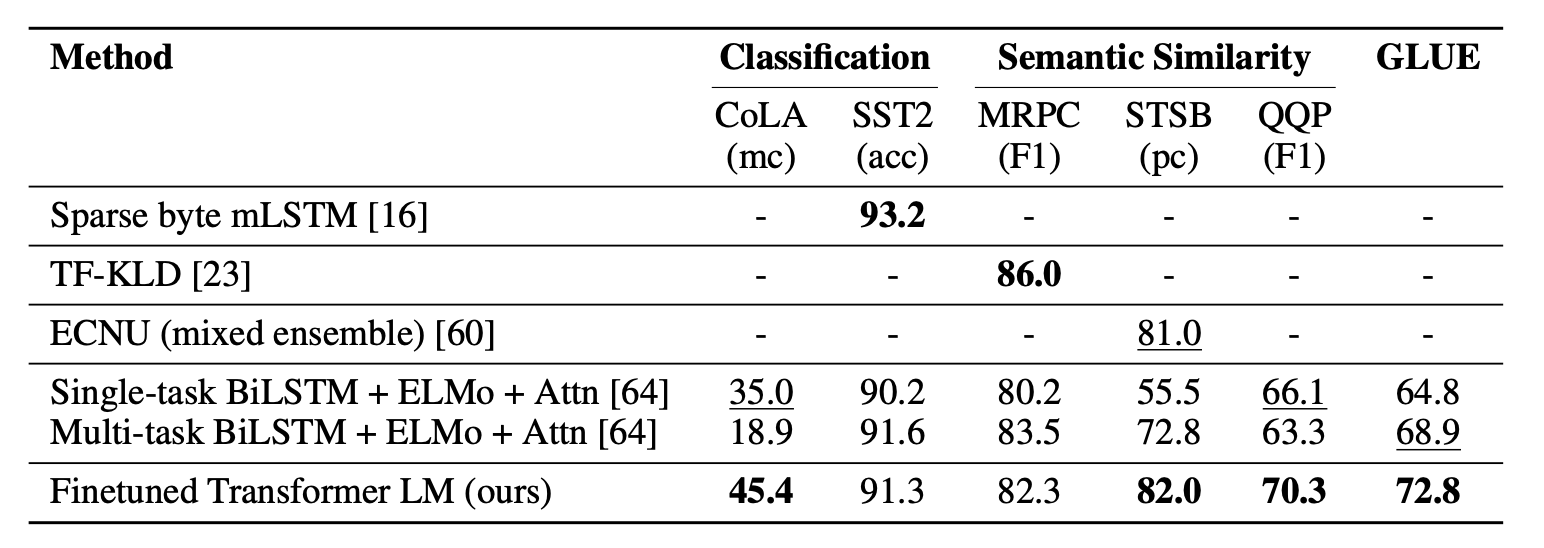 Method Classification Semantic Similarity GLUE
CoLA SST2 MRPC STSB QQP
(mc) (acc) (F1) (pc) (F1)
Sparse byte mLSTM [16] - 93.2 - - - -
TF-KLD [23] - - 86.0 - - -
ECNU (mixed ensemble) [60] - - - 81.0 - -
Single-task BiLSTM + ELMo + Attn [64] 35.0 90.2 80.2 55.5 66.1 64.8
Multi-task BiLSTM + ELMo + Attn [64] 18.9 91.6 83.5 72.8 63.3 68.9
Finetuned Transformer LM (ours) 45.4 91.3 82.3 82.0 70.3 72.8